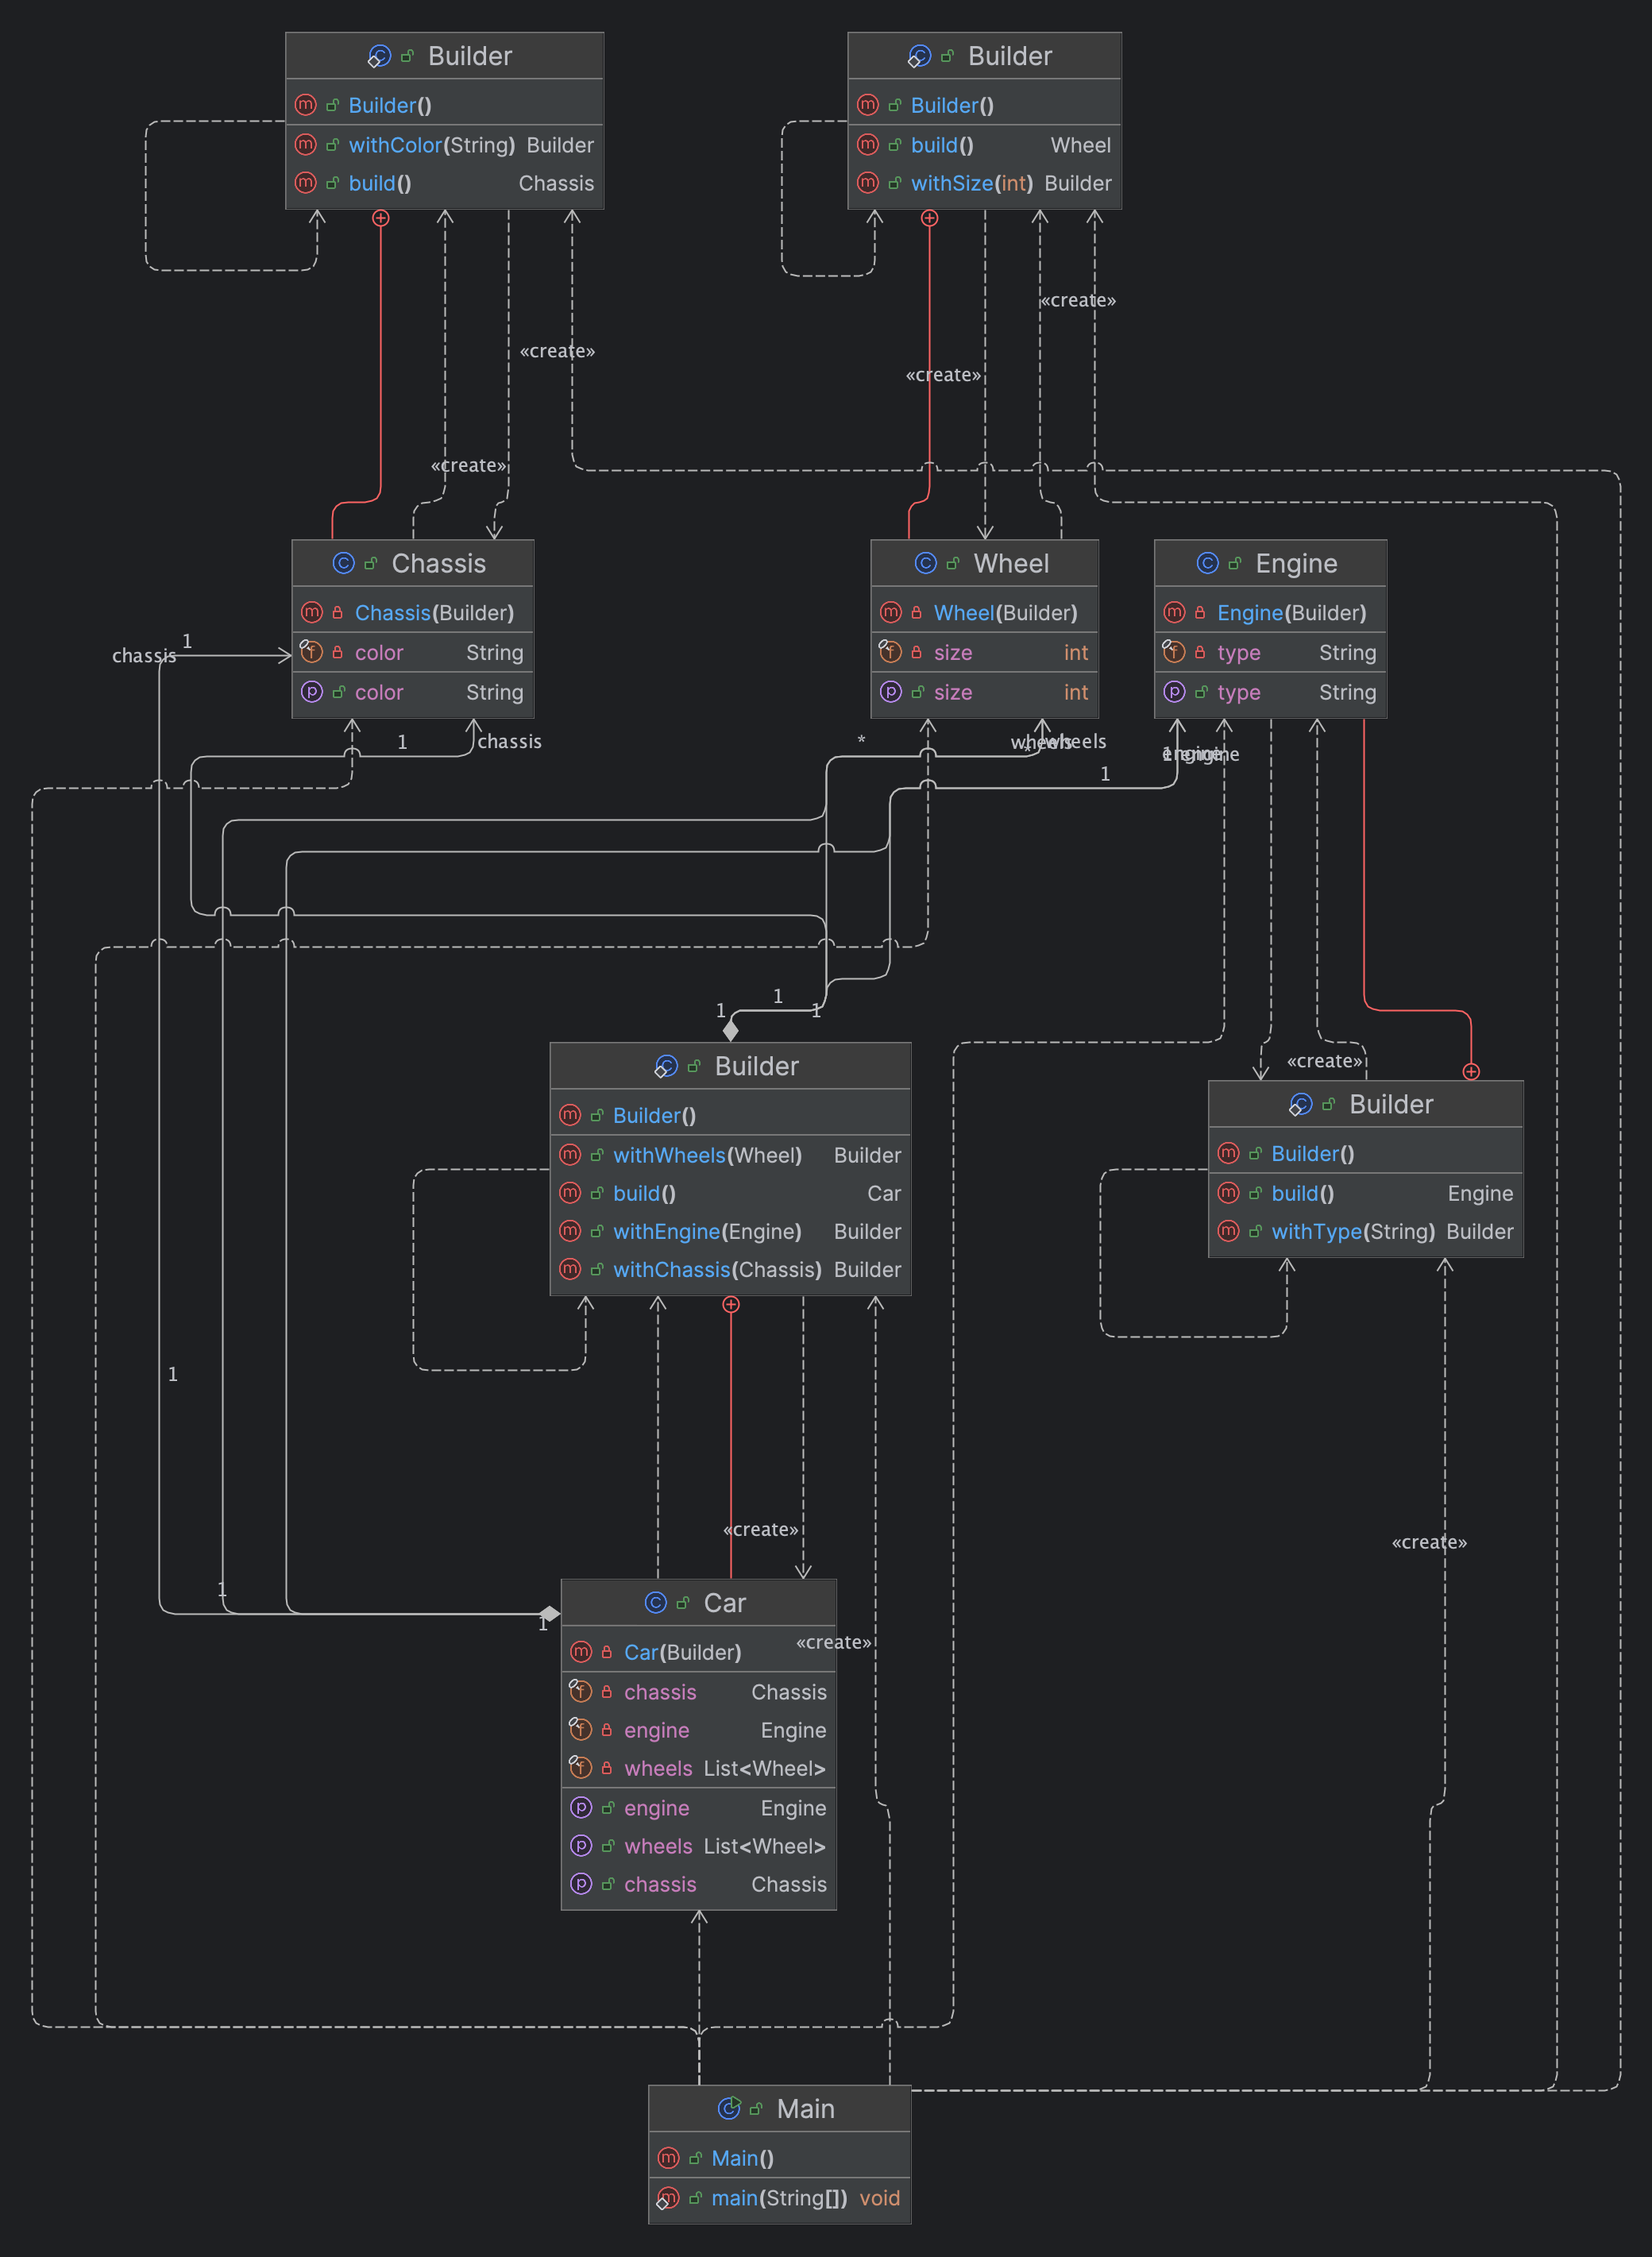 Builder
Builder()
withColor(String) Builder
build() Chassis
Builder
Builder()
build() Wheel
withSize(int) Builder
«create»
«create»
«create»
«create»
Chassis
Chassis(Builder)
color String
color String
Wheel
Wheel(Builder)
size int
size int
Engine
Engine(Builder)
type String
type String
1
chassis
1
chassis
*
wheels
*
wheels
1
engine
engine
1
1
1
1
Builder
Builder()
withWheels(Wheel) Builder
build() Car
withEngine(Engine) Builder
withChassis(Chassis) Builder
«create»
Builder
Builder()
build() Engine
withType(String) Builder
1
«create»
«create»
1
1
Car
Car(Builder)
«create»
chassis Chassis
engine Engine
wheels List<Wheel>
engine Engine
wheels List<Wheel>
chassis Chassis
Main
Main()
main(String[]) void